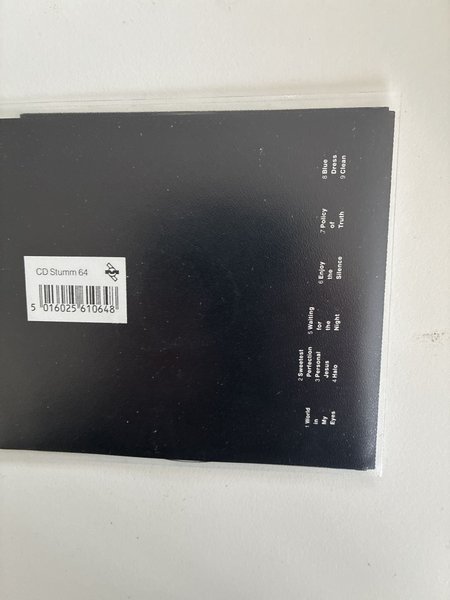 1 World
in
My
Eyes
2 Sweetest
Perfection
3 Personal
Jesus
4 Halo
5 Waiting
for
the
Night
6 Enjoy
the
Silence
7 Policy
of
Truth
8 Blue
Dress
9 Clean
CD Stumm 64
5 016025 610648